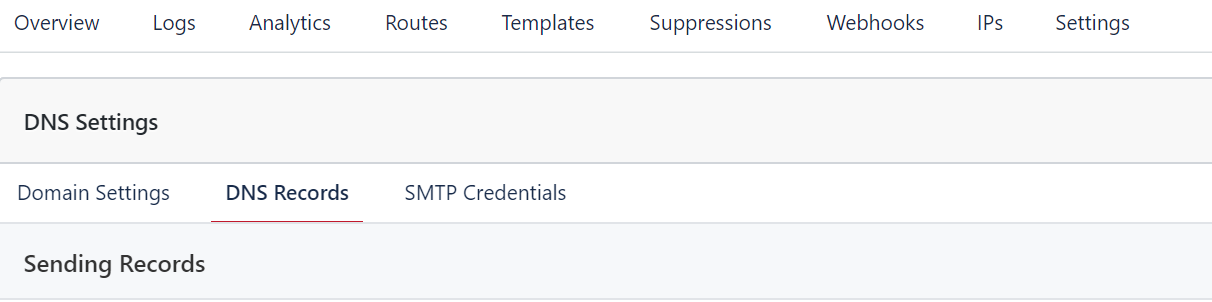 Overview Logs Analytics Routes Templates Suppressions Webhooks IPs Settings
DNS Settings
Domain Settings DNS Records SMTP Credentials
Sending Records